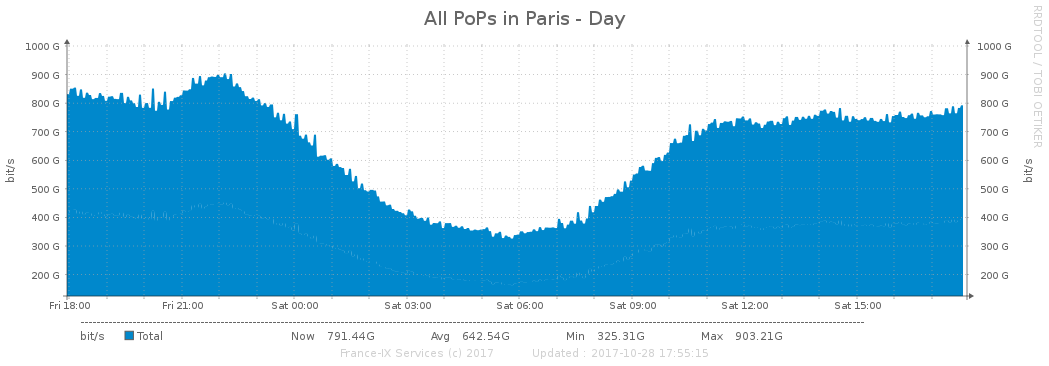 All PoPs in Paris - Day
RRDTOOL / TOBI OETIKER
1000 G 1000 G
900 G 900 G
800 G 800 G
700 G 700 G
600 G 600 G
500 G 500 G
400 G 400 G
300 G 300 G
200 G 200 G
bit/s
bit/s
Fri 18:00 Fri 21:00 Sat 00:00 Sat 03:00 Sat 06:00 Sat 09:00 Sat 12:00 Sat 15:00
bit/s Total Now 791.44G Avg 642.54G Min 325.31G Max 903.21G
France-IX Services (c) 2017 Updated : 2017-10-28 17:55:15